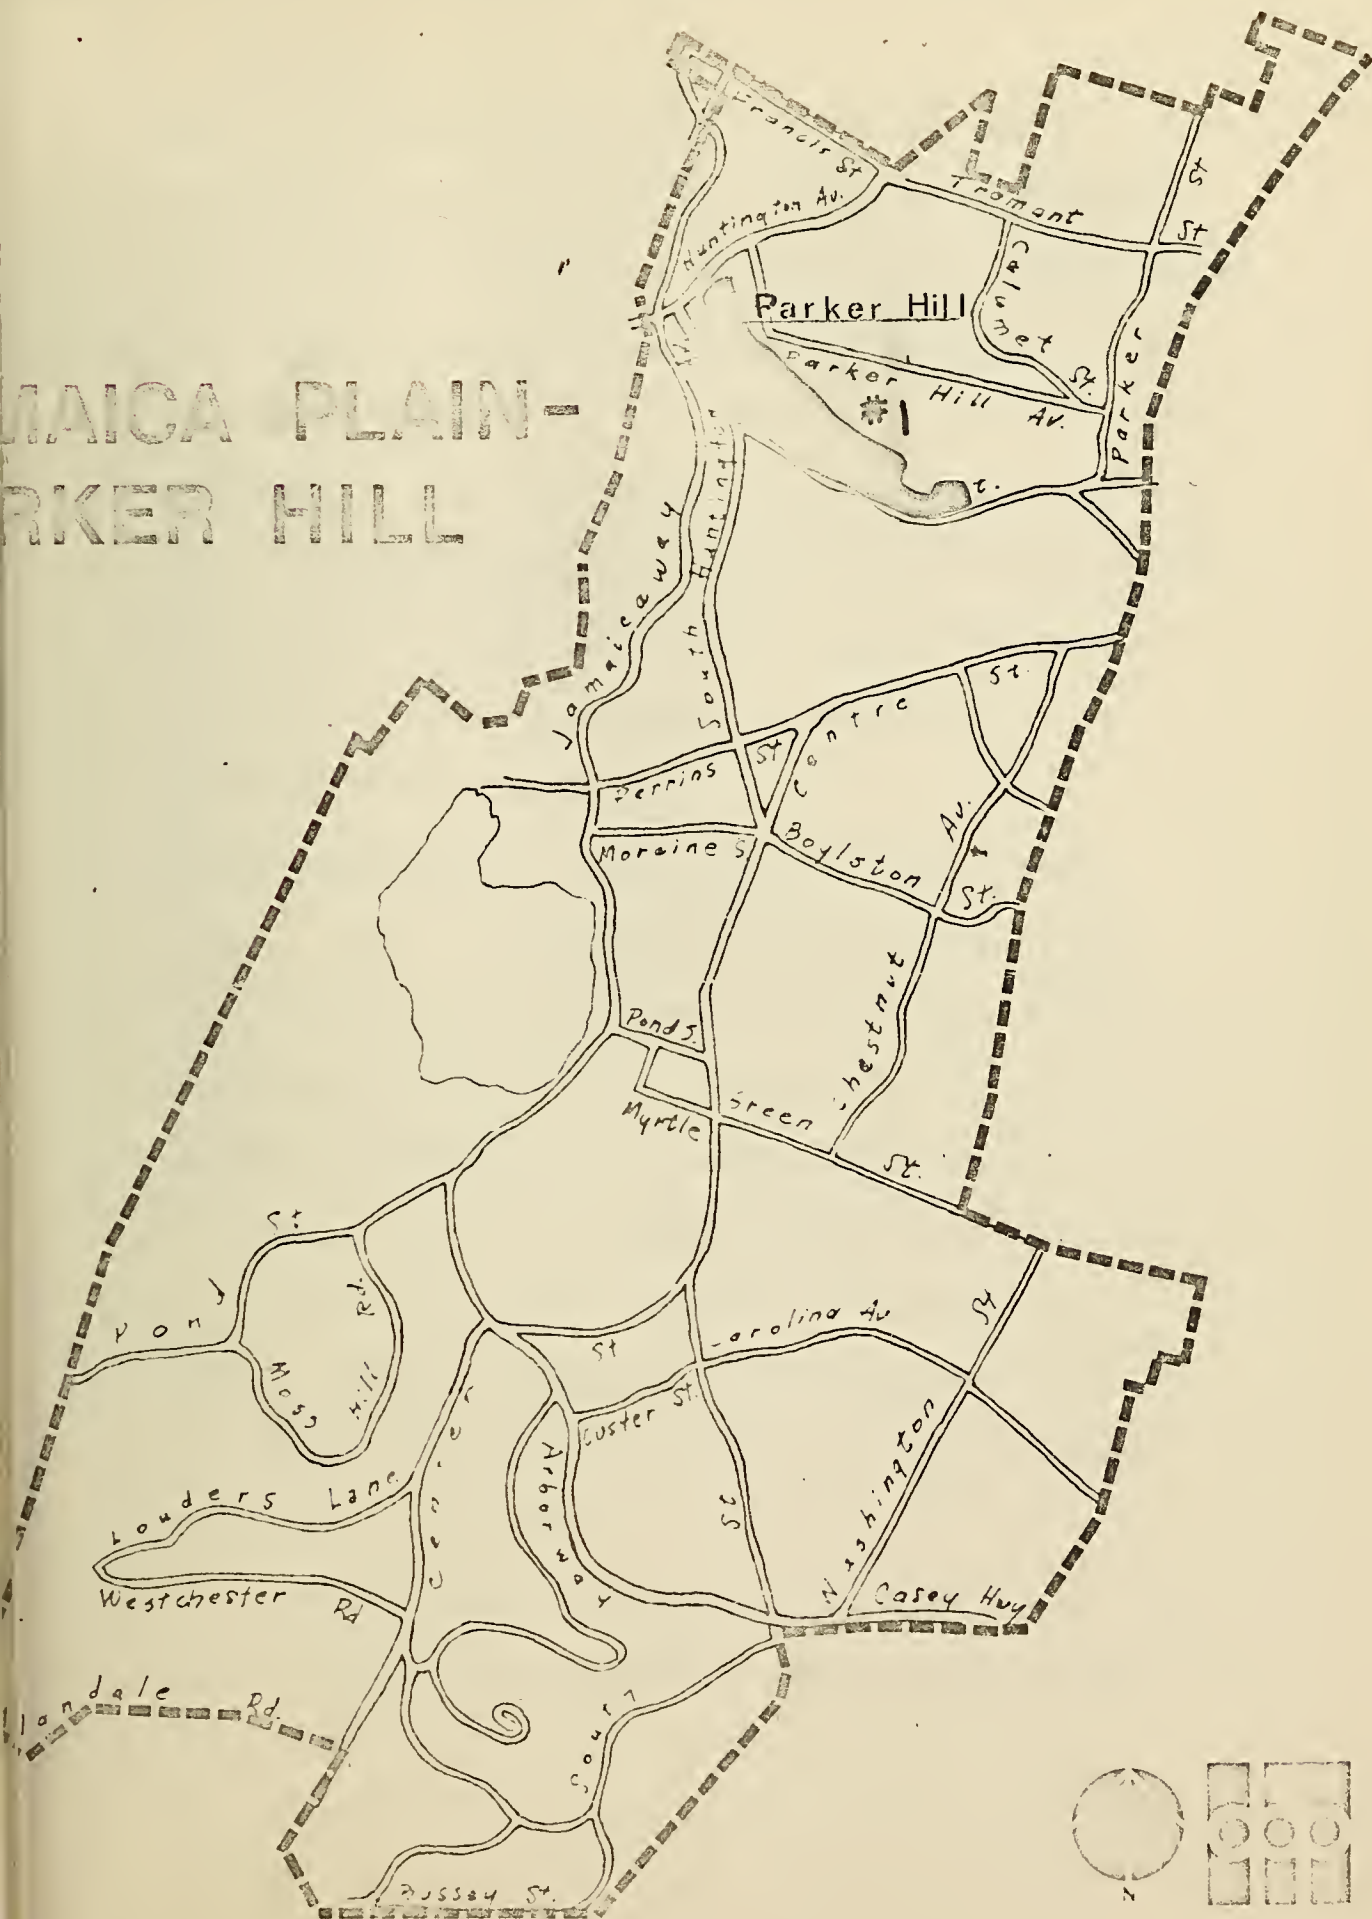 Francis St
Tremont
St
St
Huntington Av.
Calumet
St.
Parker Hill
Parker
Parker Hill Av.
#1
MAICA PLAIN-
RKER HILL
t.
Jamaicaway
South Huntington
Centre
St.
Perrins
St
Moraine S
Boylston
St.
Av.
hestnut
Pond S.
Myrtle
Green
St.
St
Pond
Moss
Hill
Rd.
St
arolina Av
St
Custer St.
Washington
Arborway
Center
St
Louders Lane
Westchester
Rd
Casey Hwy
llandale Rd.
South
Bussey St.
N